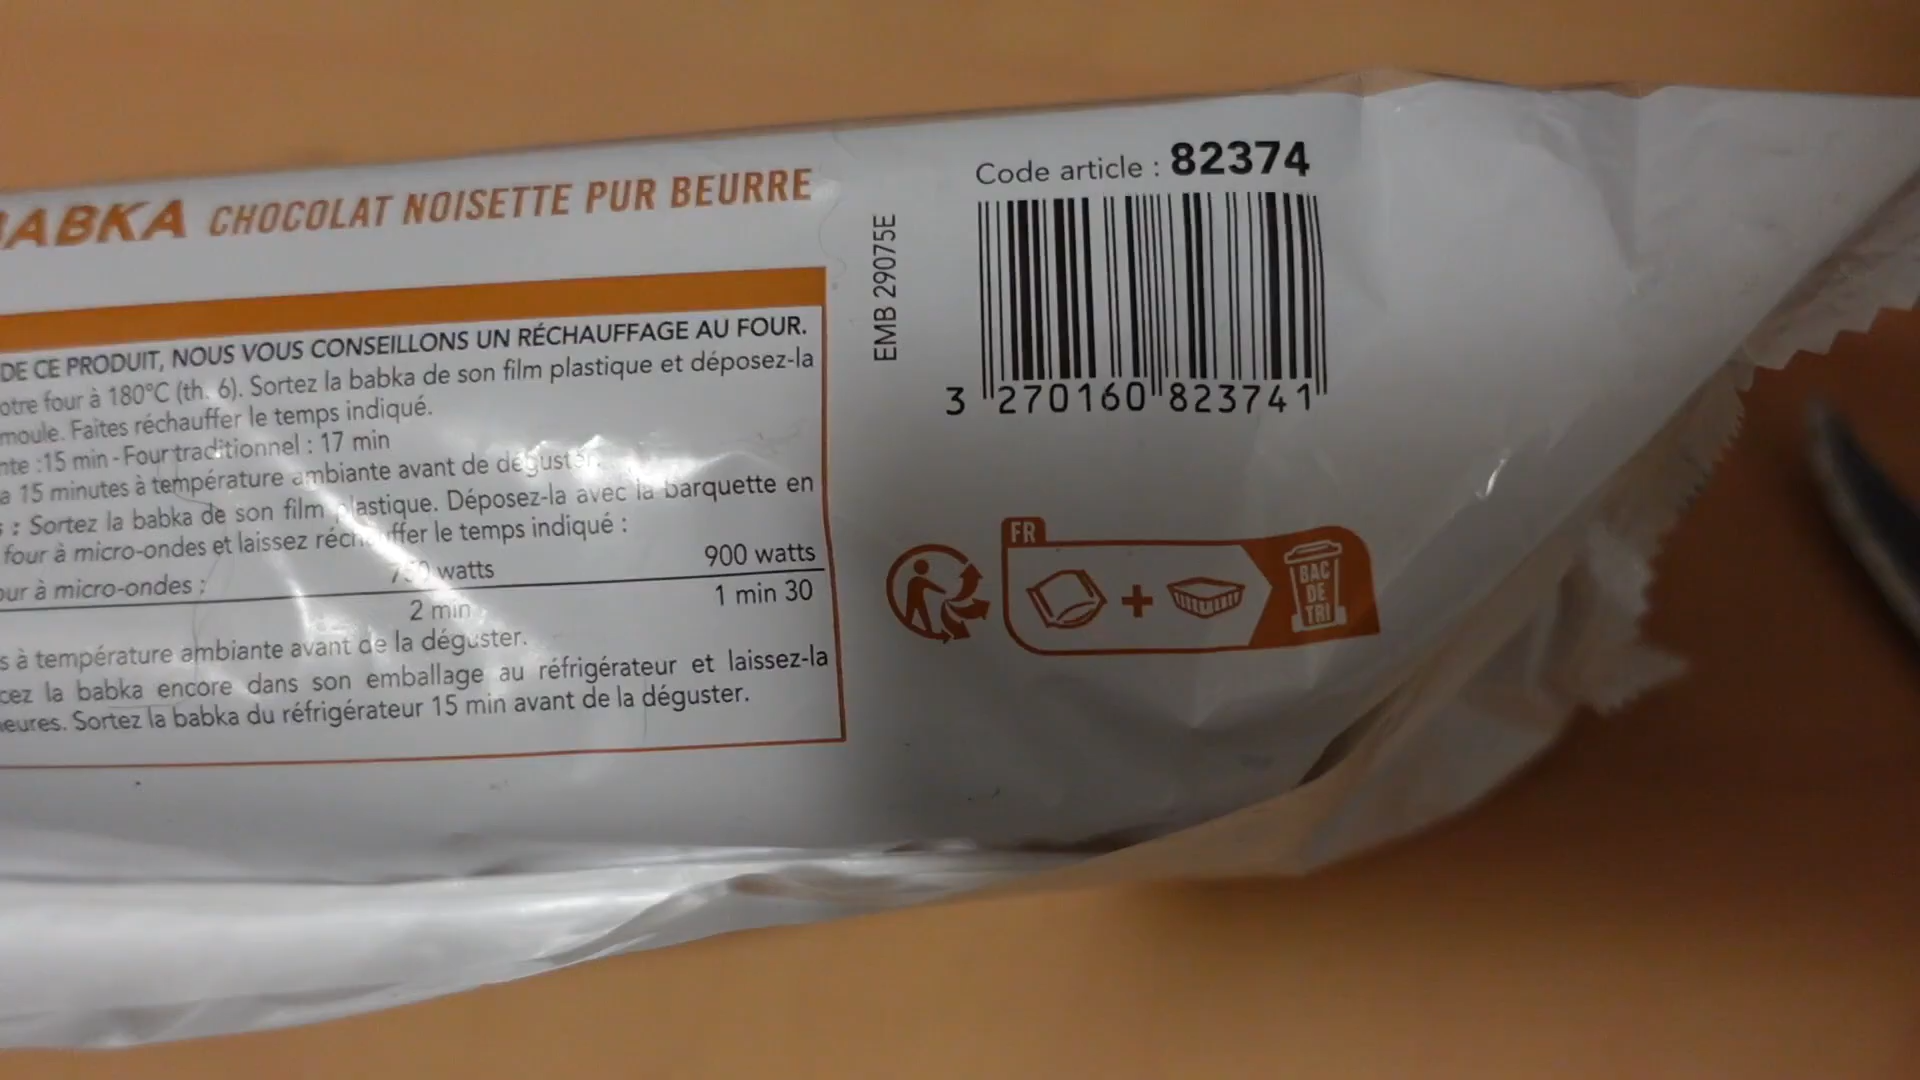 BABKA CHOCOLAT NOISETTE PUR BEURRE
DE CE PRODUIT, NOUS VOUS CONSEILLONS UN RÉCHAUFFAGE AU FOUR.
otre four à 180°C (th. 6). Sortez la babka de son film plastique et déposez-la
moule. Faites réchauffer le temps indiqué.
nte :15 min - Four traditionnel : 17 min
a 15 minutes à température ambiante avant de déguster.
s : Sortez la babka de son film plastique. Déposez-la avec la barquette en
four à micro-ondes et laissez réchauffer le temps indiqué :
our à micro-ondes : 750 watts 900 watts
2 min 1 min 30
s à température ambiante avant de la déguster.
cez la babka encore dans son emballage au réfrigérateur et laissez-la
eures. Sortez la babka du réfrigérateur 15 min avant de la déguster.
EMB 29075E
Code article : 82374
3 270160 823741
FR
BAC
DE
TRI